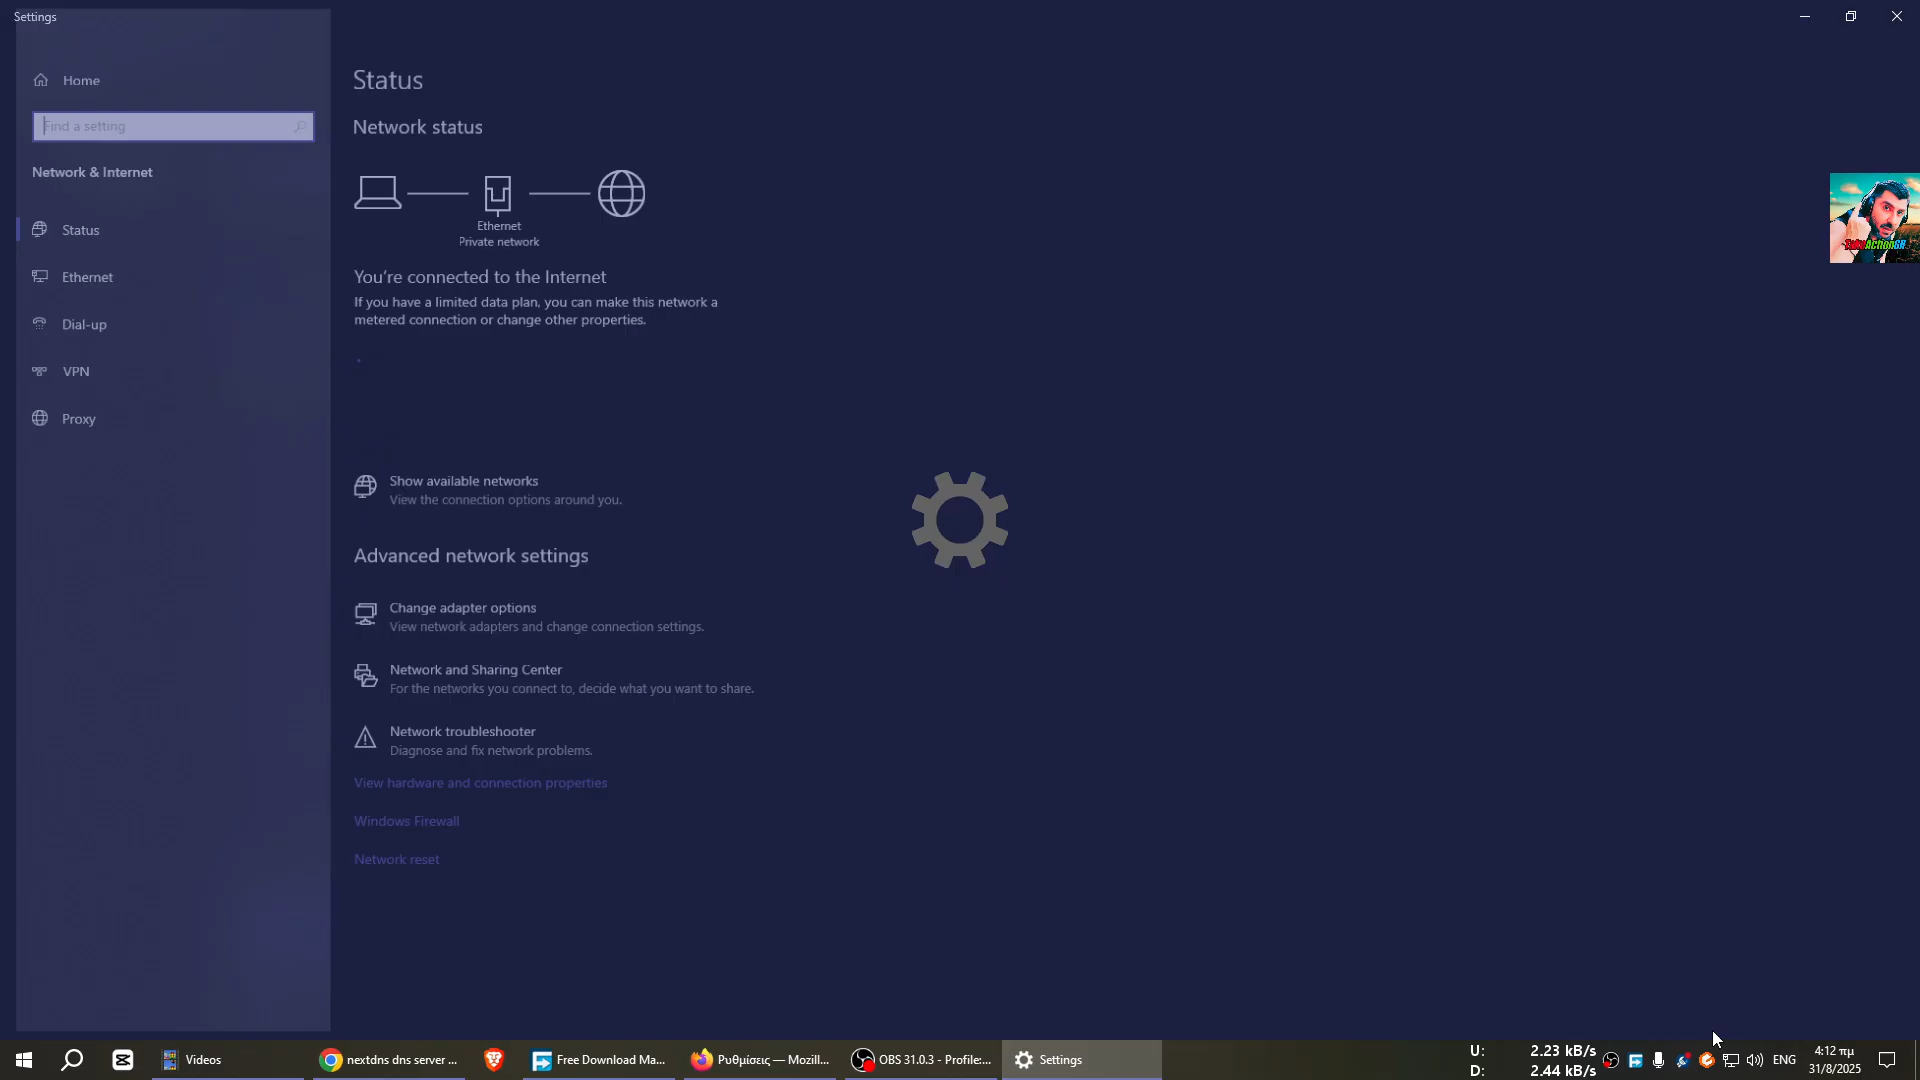 Settings
Home
Find a setting
Network & Internet
Status
Ethernet
Dial-up
VPN
Proxy
Status
Network status
Ethernet
Private network
You're connected to the Internet
If you have a limited data plan, you can make this network a
metered connection or change other properties.
Show available networks
View the connection options around you.
Advanced network settings
Change adapter options
View network adapters and change connection settings.
Network and Sharing Center
For the networks you connect to, decide what you want to share.
Network troubleshooter
Diagnose and fix network problems.
View hardware and connection properties
Windows Firewall
Network reset
TakeActionGR
Videos
nextdns dns server ...
Free Download Ma...
Ρυθμίσεις — Mozill...
OBS 31.0.3 - Profile:...
Settings
U: 2.23 kB/s
D: 2.44 kB/s
ENG
4:12 πμ
31/8/2025